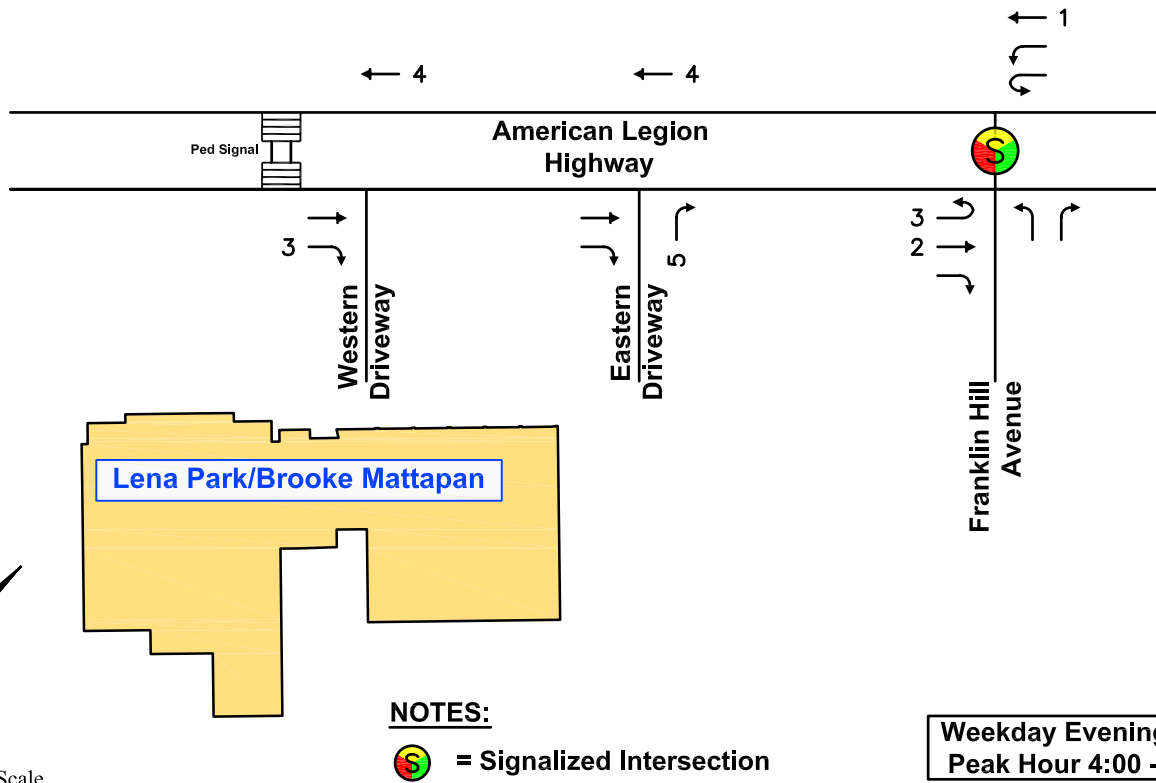 1
4
4
American Legion
Highway
Ped Signal
S
3
5
3
2
Western
Driveway
Eastern
Driveway
Franklin Hill
Avenue
Lena Park/Brooke Mattapan
NOTES:
S = Signalized Intersection
Weekday Evening
Peak Hour 4:00 -
Scale